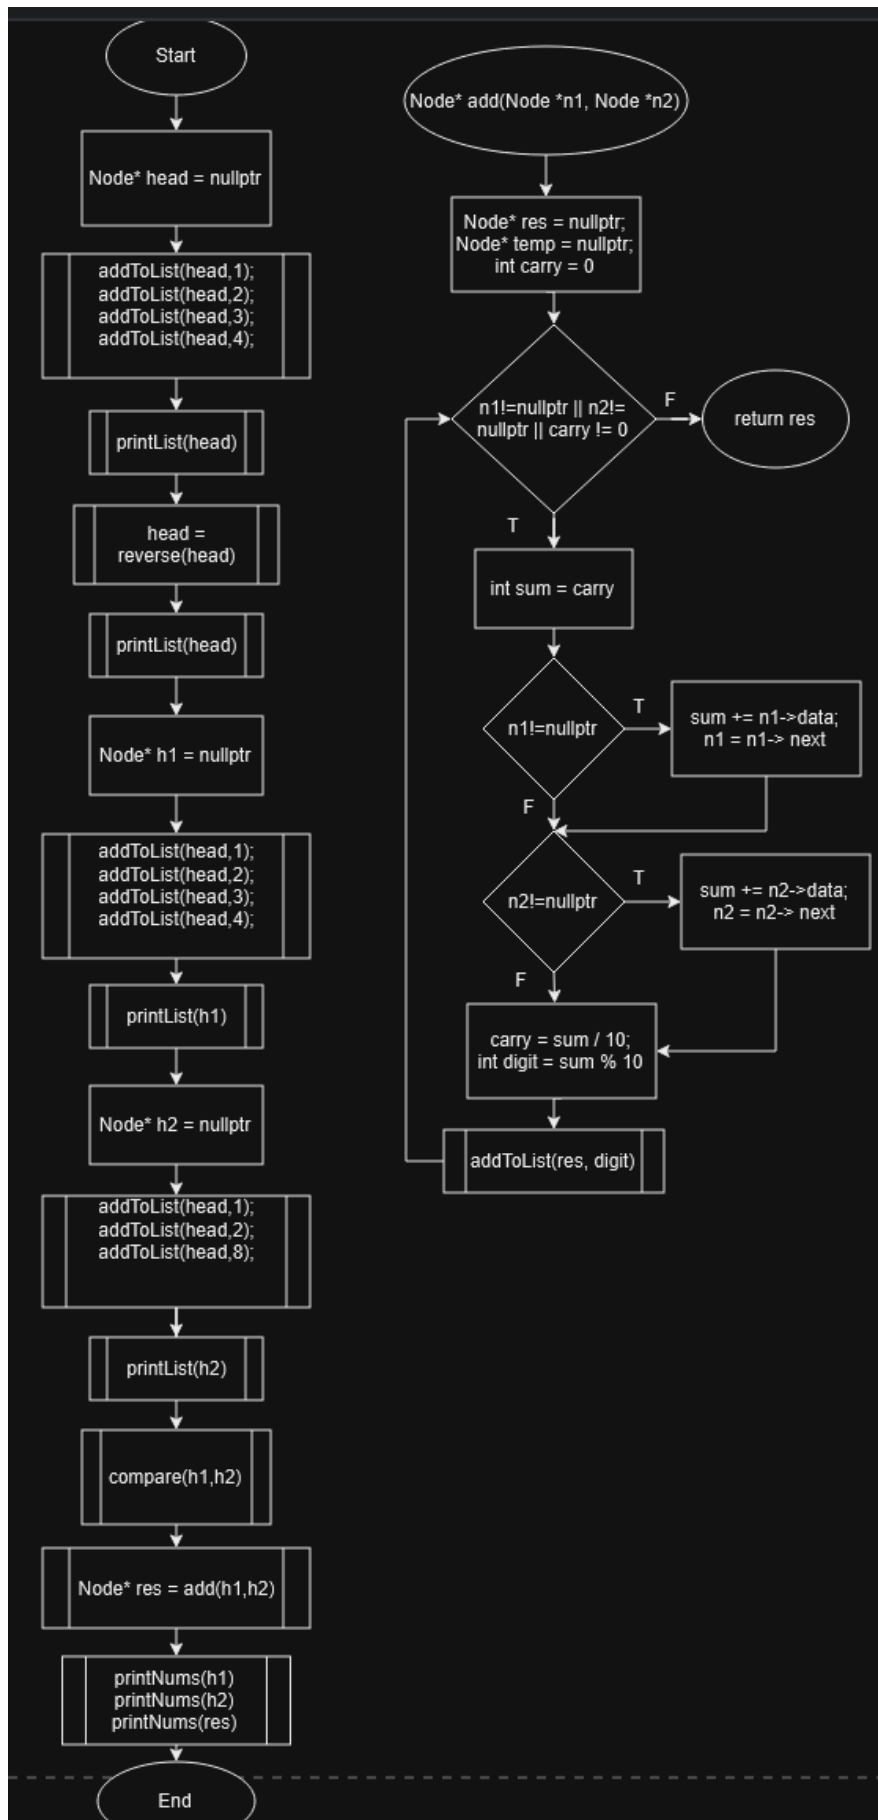 Start
Node* head = nullptr
addToList(head,1);
addToList(head,2);
addToList(head,3);
addToList(head,4);
printList(head)
head =
reverse(head)
printList(head)
Node* h1 = nullptr
addToList(head,1);
addToList(head,2);
addToList(head,3);
addToList(head,4);
printList(h1)
Node* h2 = nullptr
addToList(head,1);
addToList(head,2);
addToList(head,8);
printList(h2)
compare(h1,h2)
Node* res = add(h1,h2)
printNums(h1)
printNums(h2)
printNums(res)
End
Node* add(Node *n1, Node *n2)
Node* res = nullptr;
Node* temp = nullptr;
int carry = 0
n1!=nullptr || n2!=
nullptr || carry != 0
F
return res
T
int sum = carry
n1!=nullptr
T
sum += n1->data;
n1 = n1-> next
F
n2!=nullptr
T
sum += n2->data;
n2 = n2-> next
F
carry = sum / 10;
int digit = sum % 10
addToList(res, digit)